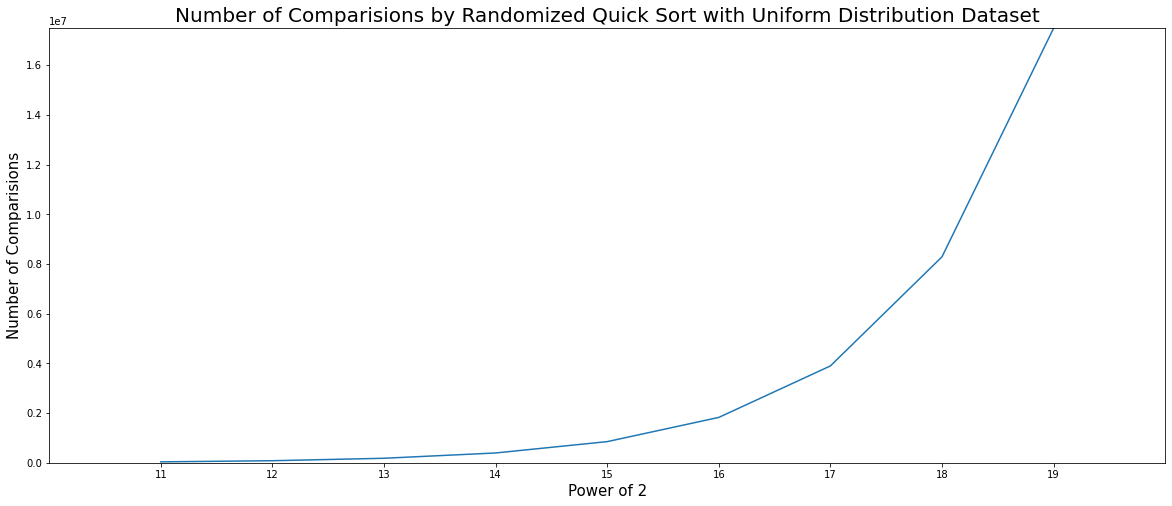 Number of Comparisions by Randomized Quick Sort with Uniform Distribution Dataset
1e7
1.6
1.4
1.2
1.0
0.8
0.6
0.4
0.2
0.0
Number of Comparisions
11 12 13 14 15 16 17 18 19
Power of 2